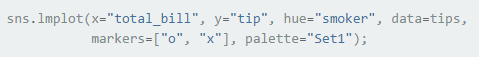 sns.lmplot(x="total_bill", y="tip", hue="smoker", data=tips,
markers=["o", "x"], palette="Set1");